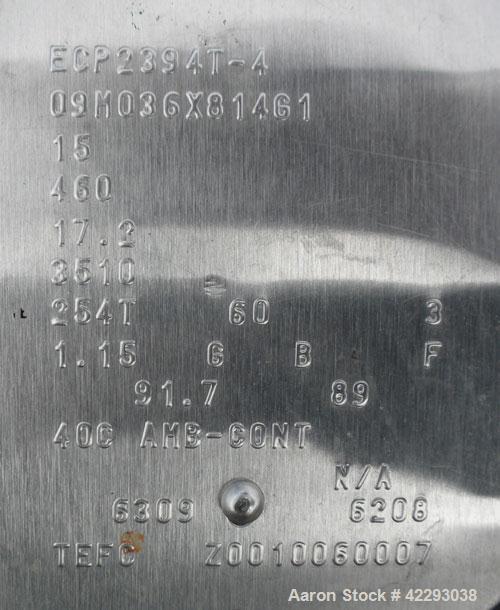 ECP2394T-4
09M036X814G1
15
460
17.2
3510
254T 60 3
1.15 G B F
91.7 89
40C AMB-CONT
N/A
6309 6208
TEFC Z0010060007
Aaron Stock # 42293038